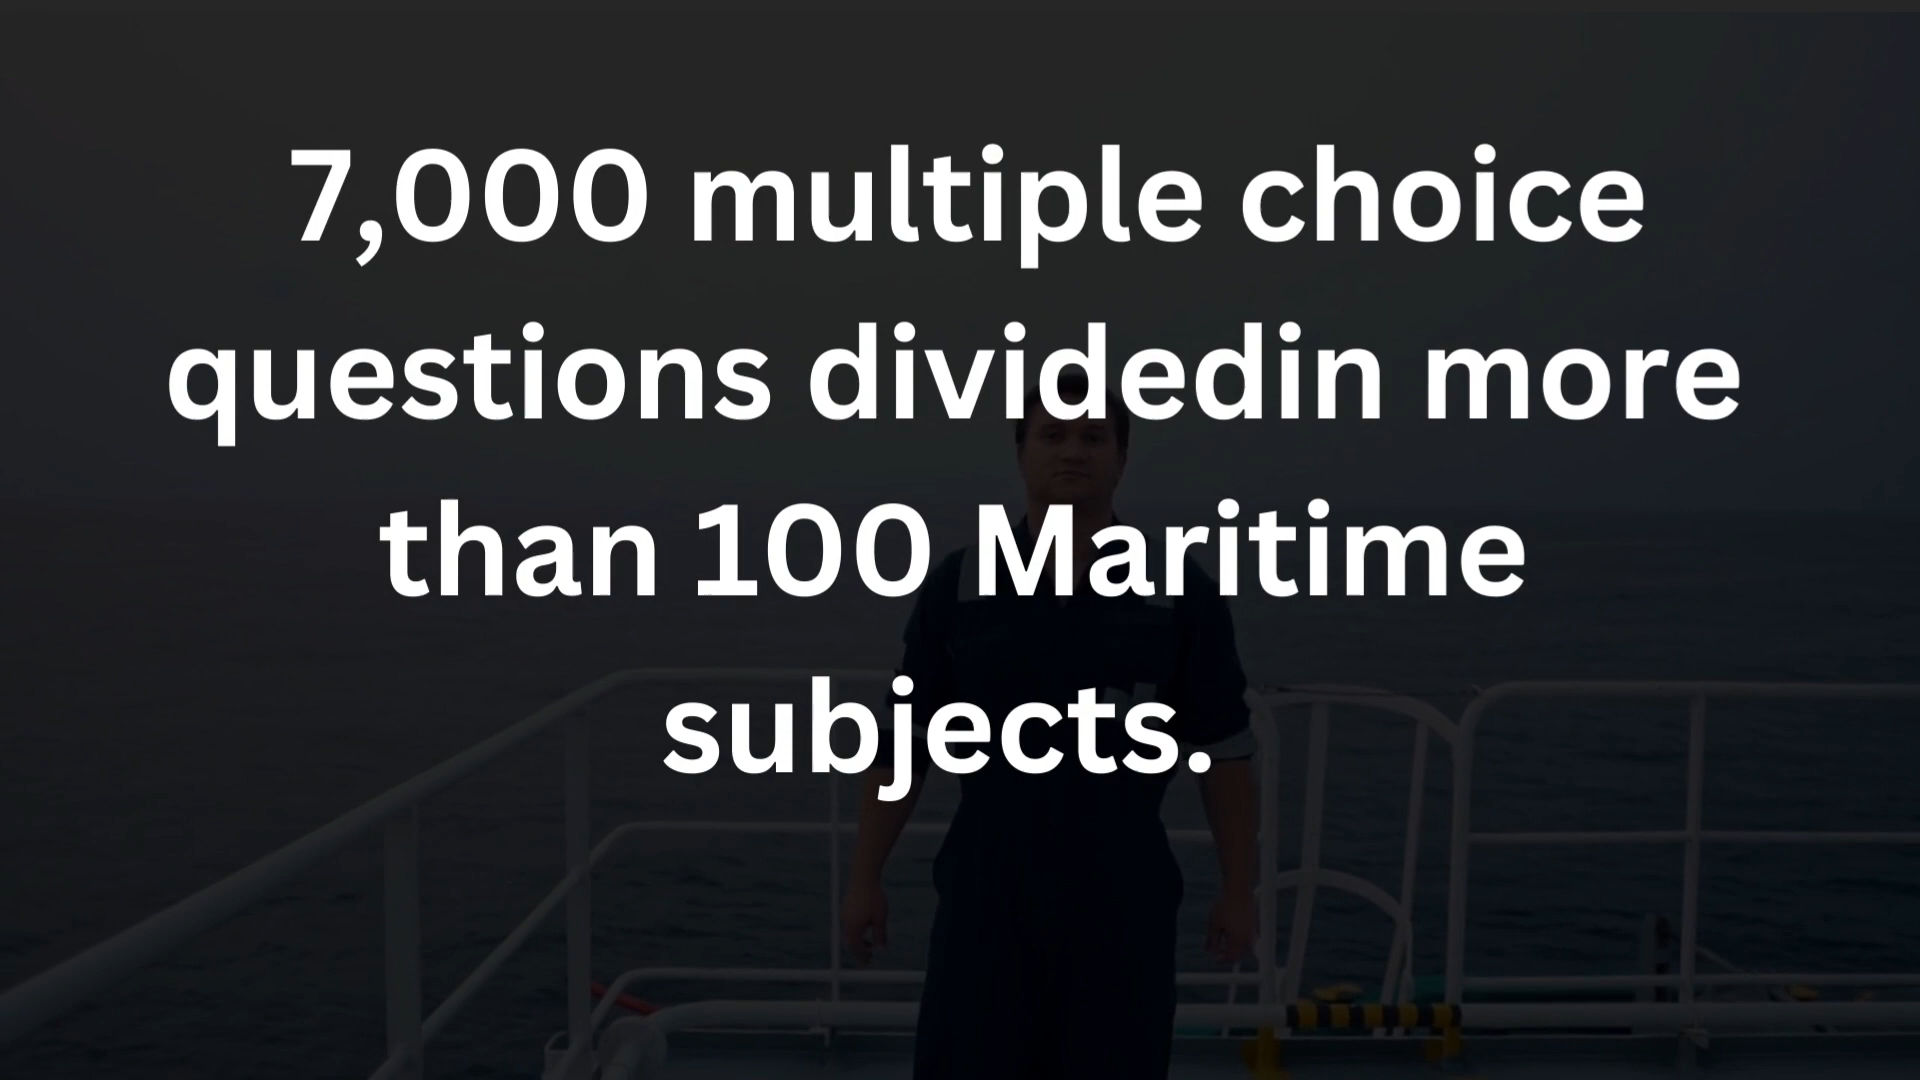 7,000 multiple choice
questions dividedin more
than 100 Maritime
subjects.